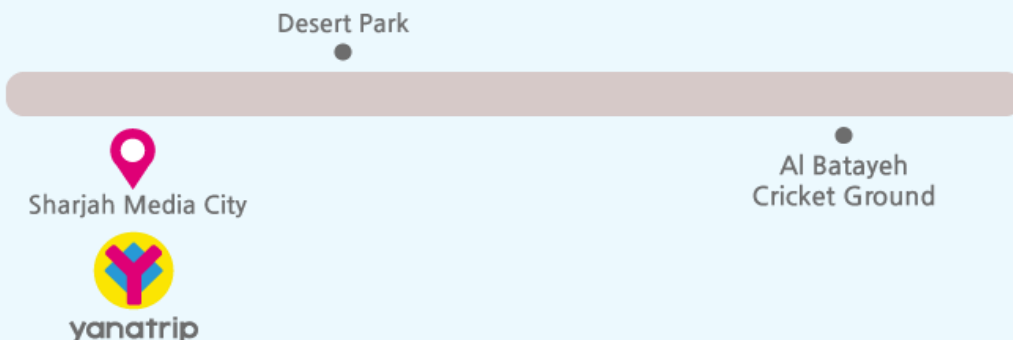 Desert Park
Sharjah Media City
Al Batayeh
Cricket Ground
yanatrip